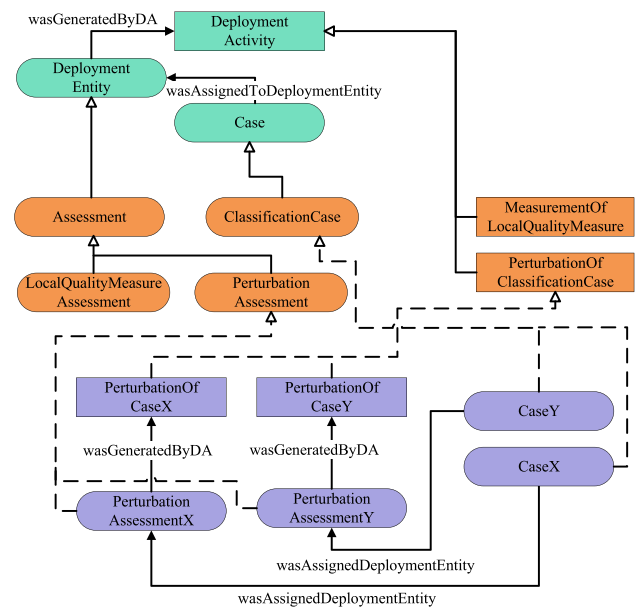 wasGeneratedByDA
Deployment
Activity
Deployment
Entity
wasAssignedToDeploymentEntity
Case
Assessment
ClassificationCase
MeasurementOf
LocalQualityMeasure
LocalQualityMeasure
Assessment
Perturbation
Assessment
PerturbationOf
ClassificationCase
PerturbationOf
CaseX
PerturbationOf
CaseY
CaseY
wasGeneratedByDA
wasGeneratedByDA
CaseX
Perturbation
AssessmentX
Perturbation
AssessmentY
wasAssignedDeploymentEntity
wasAssignedDeploymentEntity